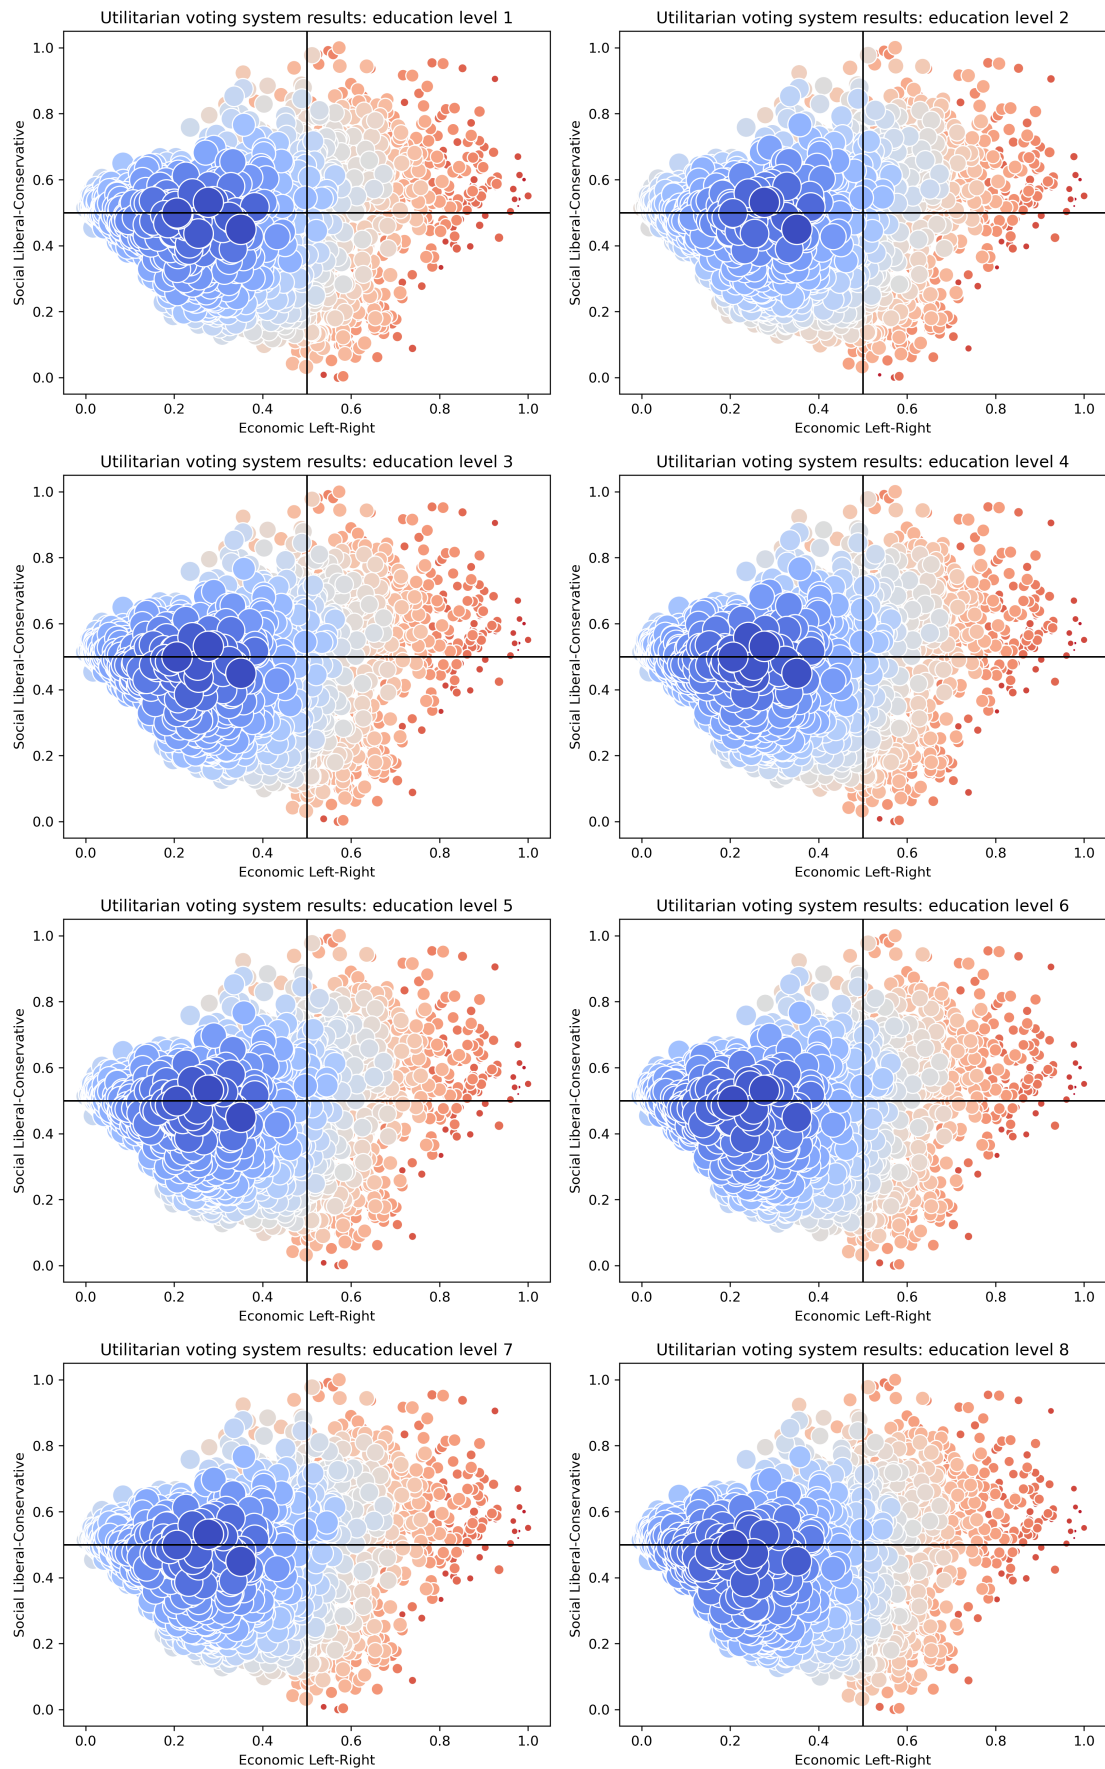 Utilitarian voting system results: education level 1
Social Liberal-Conservative
1.0
0.8
0.6
0.4
0.2
0.0
0.0 0.2 0.4 0.6 0.8 1.0
Economic Left-Right
Utilitarian voting system results: education level 2
Social Liberal-Conservative
1.0
0.8
0.6
0.4
0.2
0.0
0.0 0.2 0.4 0.6 0.8 1.0
Economic Left-Right
Utilitarian voting system results: education level 3
Social Liberal-Conservative
1.0
0.8
0.6
0.4
0.2
0.0
0.0 0.2 0.4 0.6 0.8 1.0
Economic Left-Right
Utilitarian voting system results: education level 4
Social Liberal-Conservative
1.0
0.8
0.6
0.4
0.2
0.0
0.0 0.2 0.4 0.6 0.8 1.0
Economic Left-Right
Utilitarian voting system results: education level 5
Social Liberal-Conservative
1.0
0.8
0.6
0.4
0.2
0.0
0.0 0.2 0.4 0.6 0.8 1.0
Economic Left-Right
Utilitarian voting system results: education level 6
Social Liberal-Conservative
1.0
0.8
0.6
0.4
0.2
0.0
0.0 0.2 0.4 0.6 0.8 1.0
Economic Left-Right
Utilitarian voting system results: education level 7
Social Liberal-Conservative
1.0
0.8
0.6
0.4
0.2
0.0
0.0 0.2 0.4 0.6 0.8 1.0
Economic Left-Right
Utilitarian voting system results: education level 8
Social Liberal-Conservative
1.0
0.8
0.6
0.4
0.2
0.0
0.0 0.2 0.4 0.6 0.8 1.0
Economic Left-Right